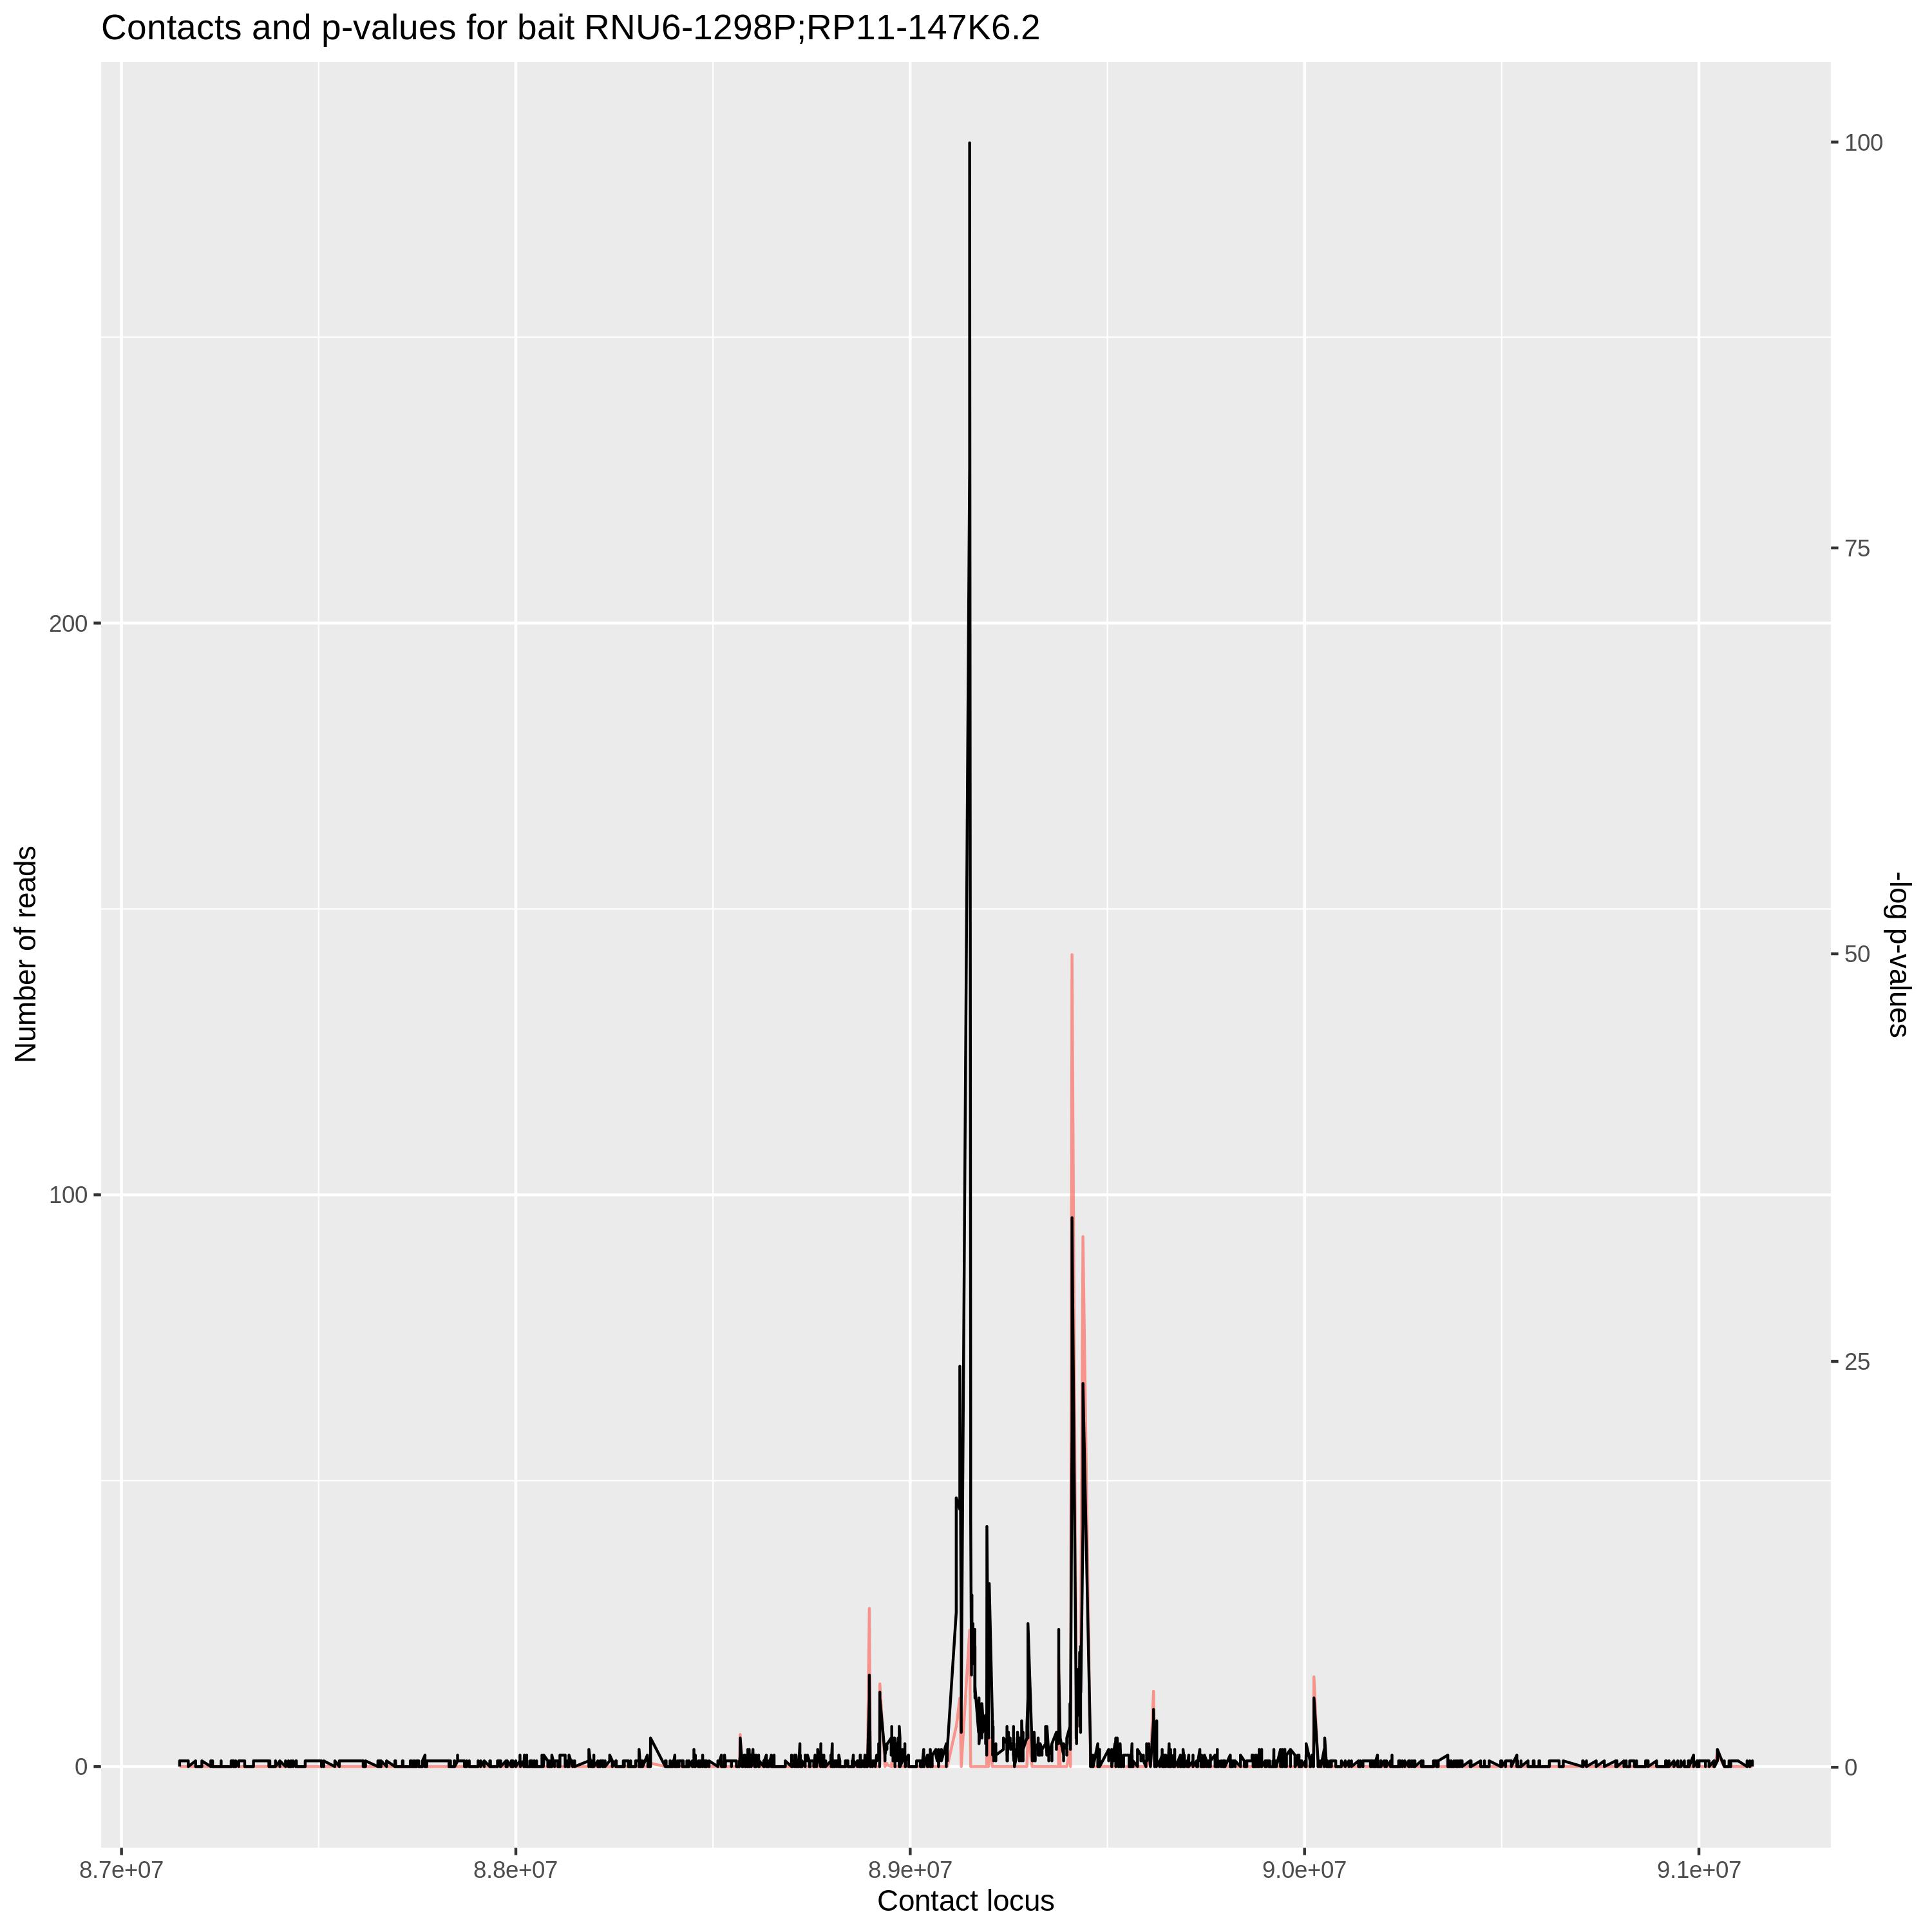 Contacts and p-values for bait RNU6-1298P;RP11-147K6.2
Number of reads
200
100
0
100
75
50
25
0
-log p-values
8.7e+07 8.8e+07 8.9e+07 9.0e+07 9.1e+07
Contact locus